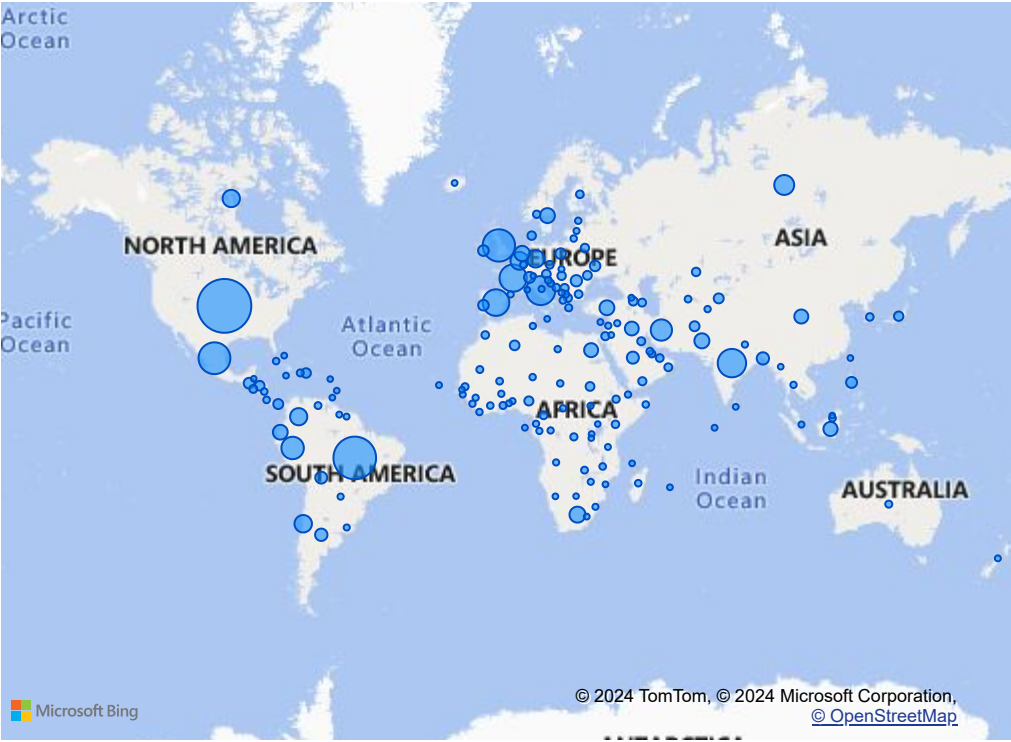 Arctic
Ocean
NORTH AMERICA
EUROPE
ASIA
Pacific
Ocean
Atlantic
Ocean
AFRICA
SOUTH AMERICA
Indian
Ocean
AUSTRALIA
© 2024 TomTom, © 2024 Microsoft Corporation,
Microsoft Bing
© OpenStreetMap
ANTARCTICA